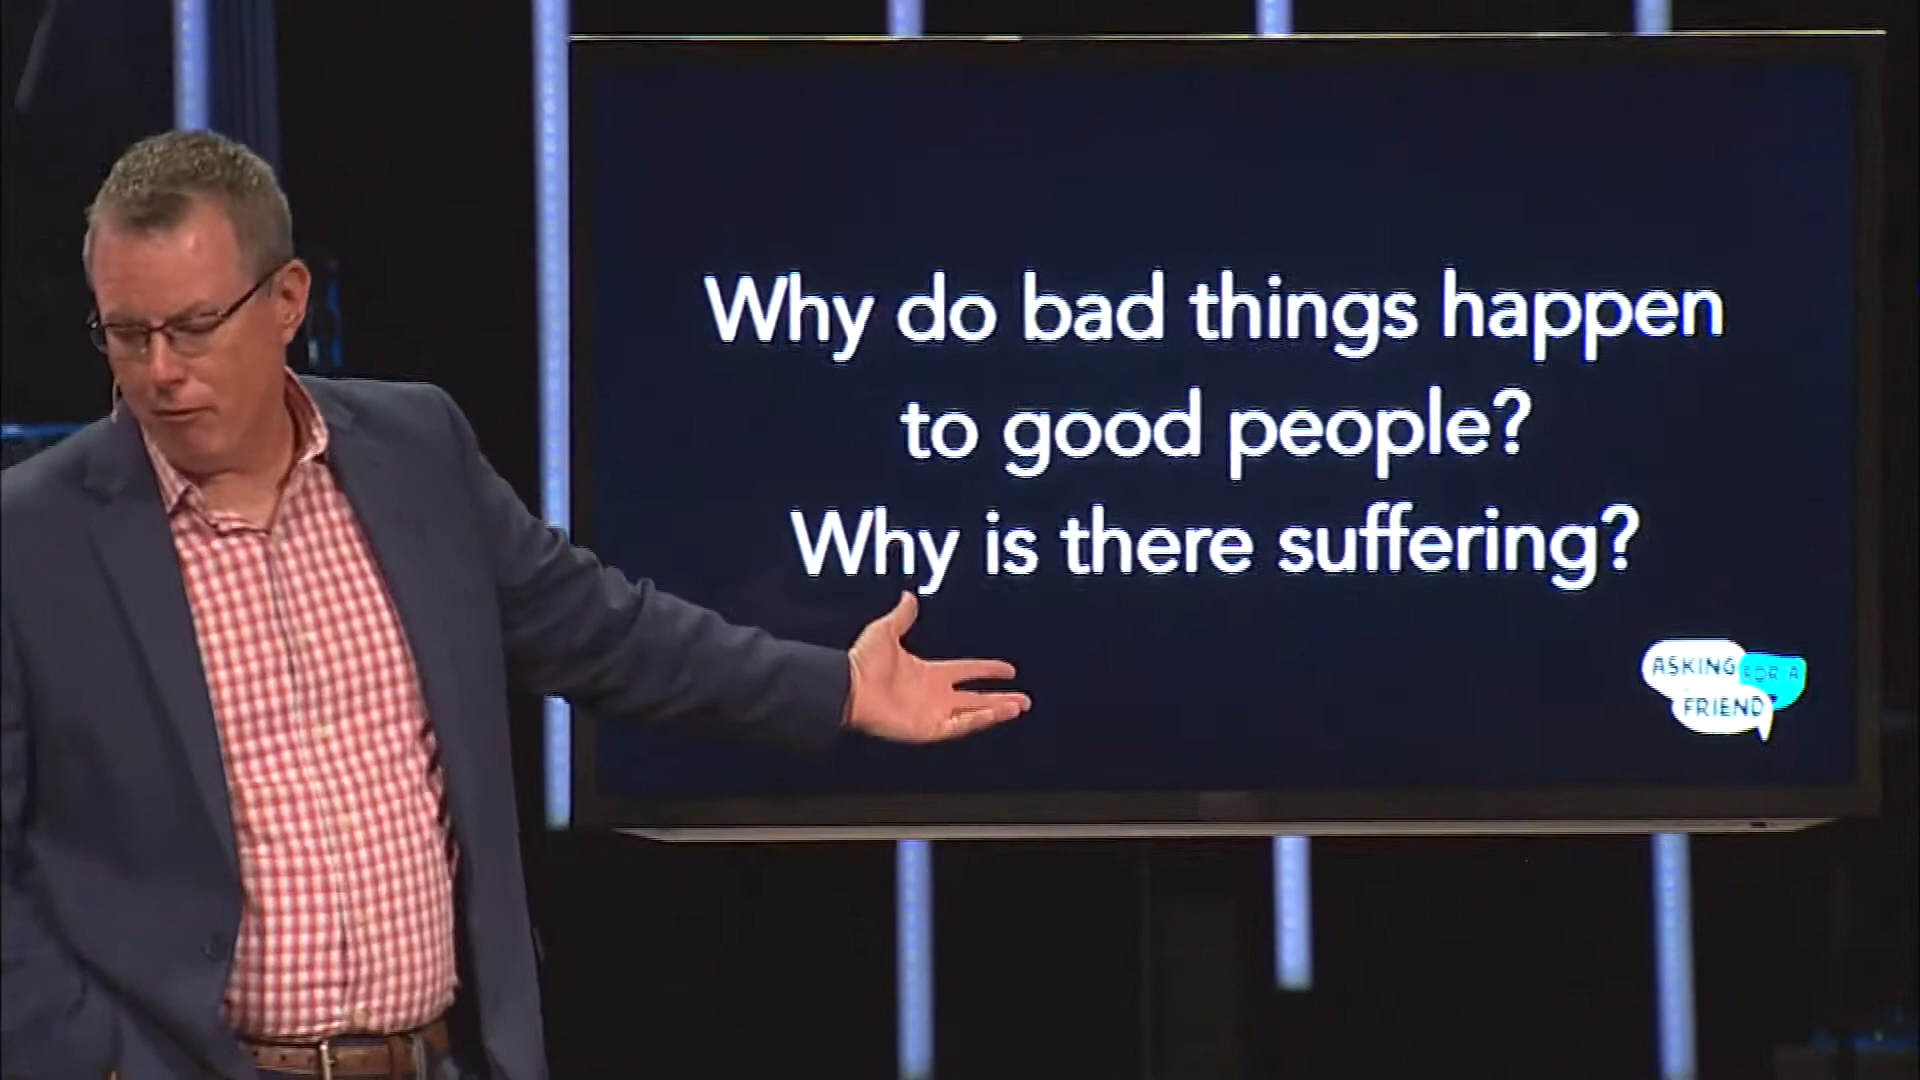 Why do bad things happen
to good people?
Why is there suffering?
ASKING FOR A
FRIEND